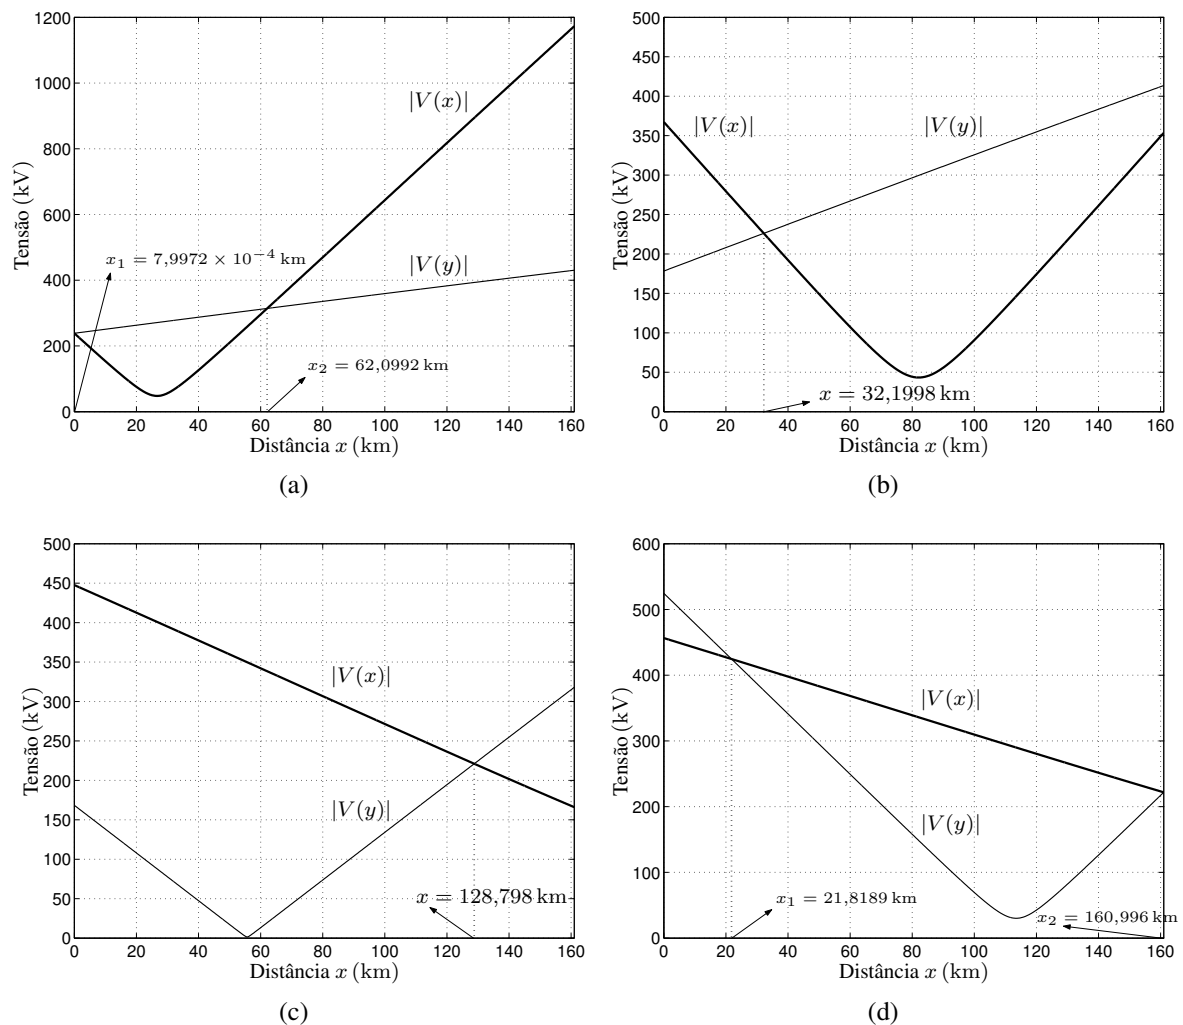 1200
1000
800
600
400
200
0
Tensão (kV)
|V(x)|
|V(y)|
x₁ = 7,9972 × 10⁻⁴ km
x₂ = 62,0992 km
0 20 40 60 80 100 120 140 160
Distância x (km)
(a)
500
450
400
350
300
250
200
150
100
50
0
Tensão (kV)
|V(x)|
|V(y)|
x = 32,1998 km
0 20 40 60 80 100 120 140 160
Distância x (km)
(b)
500
450
400
350
300
250
200
150
100
50
0
Tensão (kV)
|V(x)|
|V(y)|
x = 128,798 km
0 20 40 60 80 100 120 140 160
Distância x (km)
(c)
600
500
400
300
200
100
0
Tensão (kV)
|V(x)|
|V(y)|
x₁ = 21,8189 km
x₂ = 160,996 km
0 20 40 60 80 100 120 140 160
Distância x (km)
(d)